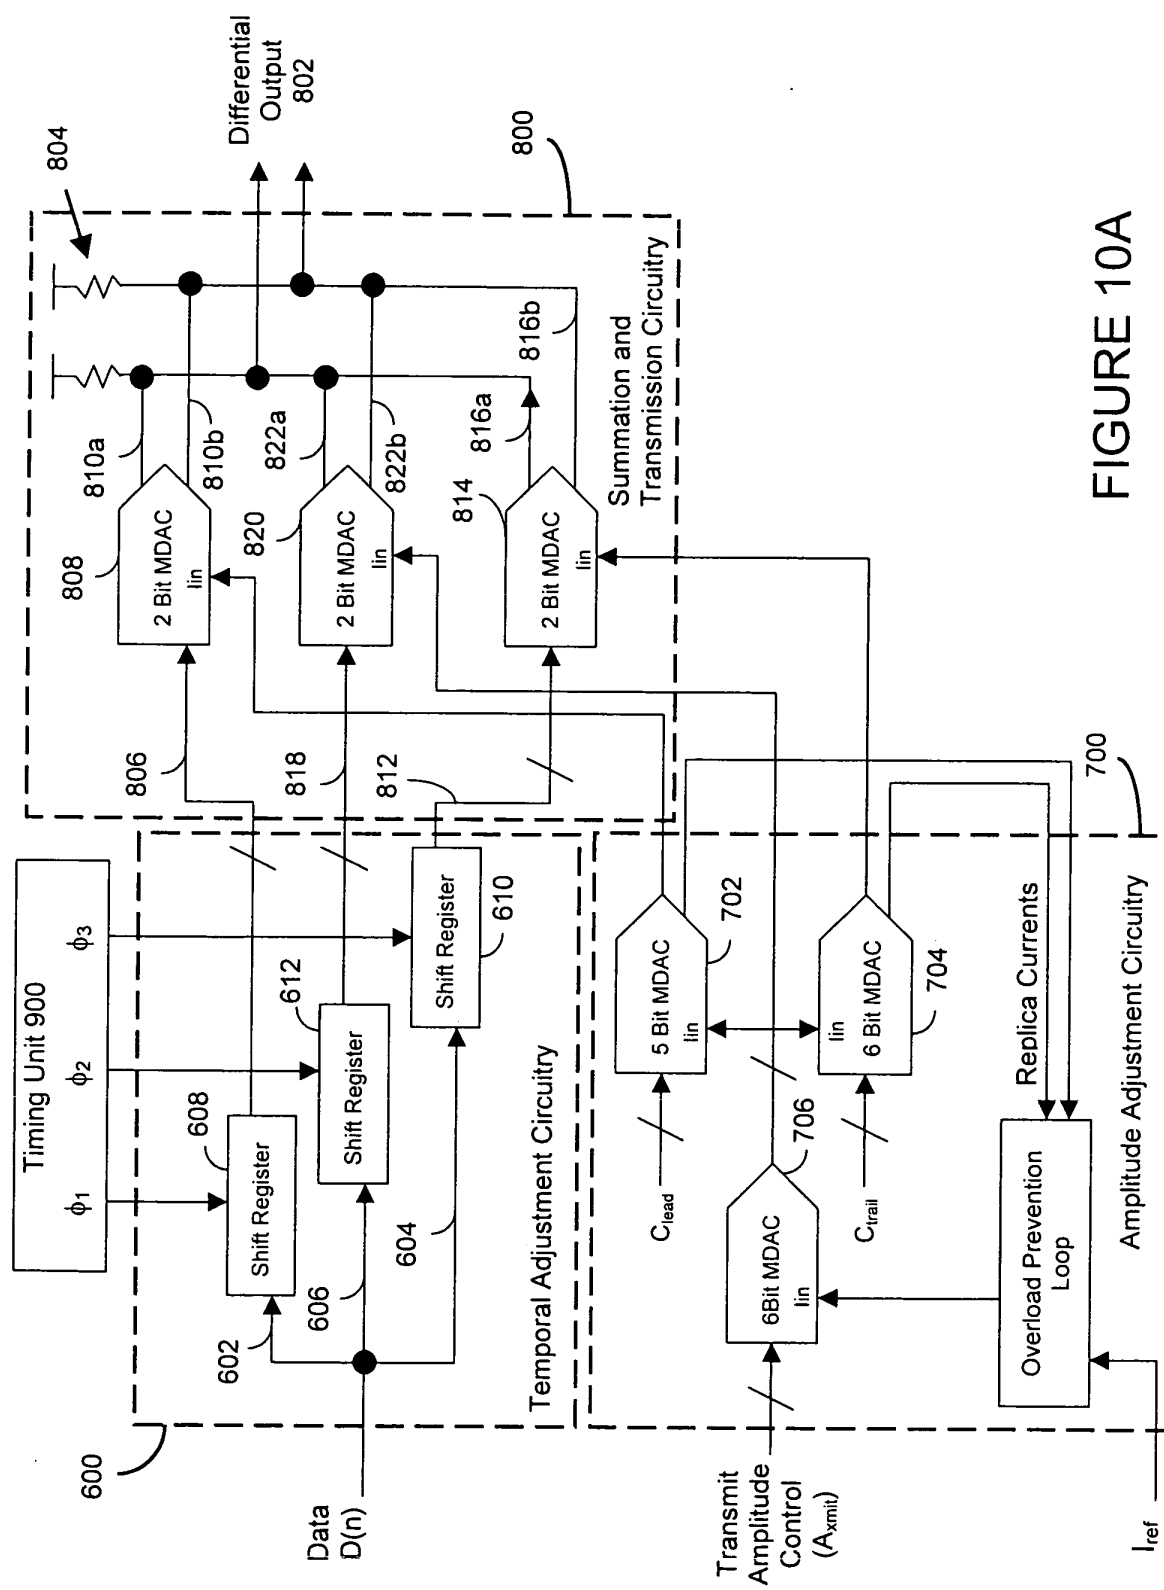 Timing Unit 900
ϕ1
ϕ2
ϕ3
600
Data
D(n)
602
606
604
608
Shift Register
612
Shift Register
Shift Register
610
Temporal Adjustment Circuitry
806
818
812
808
2 Bit MDAC
Iin
810a
810b
820
2 Bit MDAC
Iin
822a
822b
814
2 Bit MDAC
Iin
816a
816b
804
Differential
Output
802
800
Summation and
Transmission Circuitry
Transmit
Amplitude
Control
(Axmit)
6Bit MDAC
Iin
706
Clead
5 Bit MDAC
Iin
702
Ctrail
Iin
6 Bit MDAC
704
Replica Currents
Overload Prevention
Loop
Iref
Amplitude Adjustment Circuitry
700
FIGURE 10A